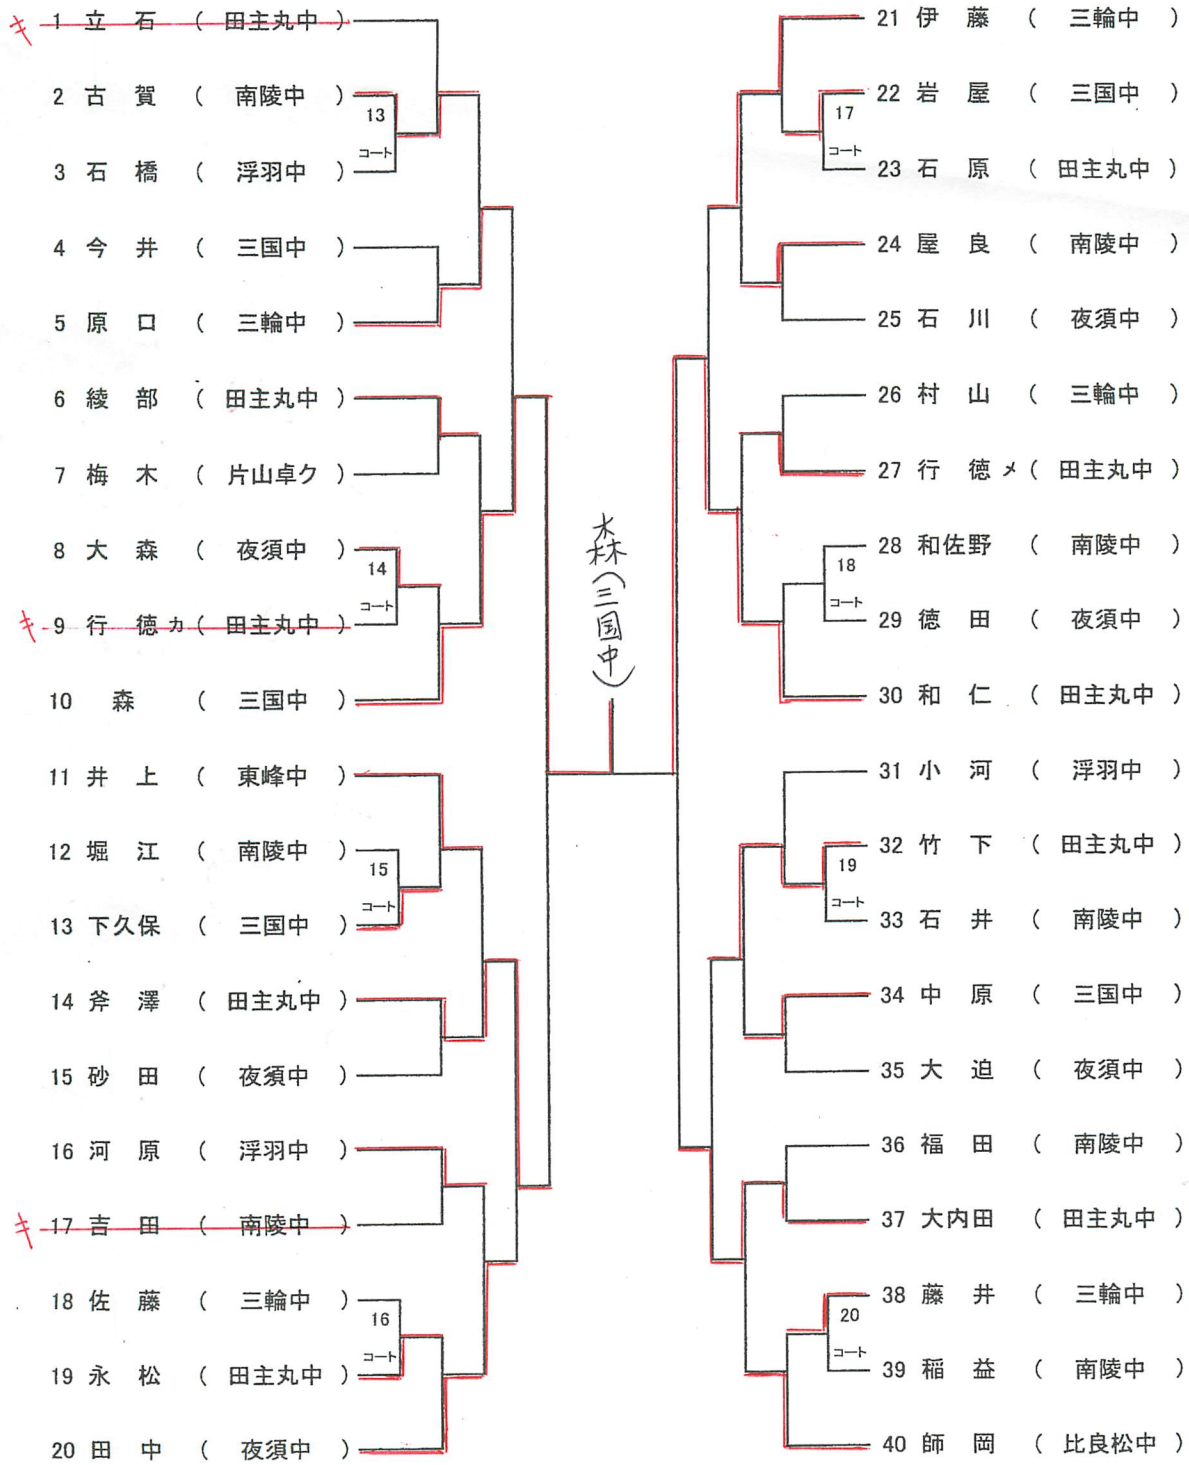 キ 1 立石 ( 田主丸中 )
2 古賀 ( 南陵中 )
13
コート
3 石橋 ( 浮羽中 )
4 今井 ( 三国中 )
5 原口 ( 三輪中 )
6 綾部 ( 田主丸中 )
7 梅木 ( 片山卓ク )
8 大森 ( 夜須中 )
14
コート
キ 9 行徳カ ( 田主丸中 )
10 森 ( 三国中 )
11 井上 ( 東峰中 )
12 堀江 ( 南陵中 )
15
コート
13 下久保 ( 三国中 )
14 斧澤 ( 田主丸中 )
15 砂田 ( 夜須中 )
16 河原 ( 浮羽中 )
キ 17 吉田 ( 南陵中 )
18 佐藤 ( 三輪中 )
16
コート
19 永松 ( 田主丸中 )
20 田中 ( 夜須中 )
森(三国中)
21 伊藤 ( 三輪中 )
22 岩屋 ( 三国中 )
17
コート
23 石原 ( 田主丸中 )
24 屋良 ( 南陵中 )
25 石川 ( 夜須中 )
26 村山 ( 三輪中 )
27 行徳メ ( 田主丸中 )
28 和佐野 ( 南陵中 )
18
コート
29 徳田 ( 夜須中 )
30 和仁 ( 田主丸中 )
31 小河 ( 浮羽中 )
32 竹下 ( 田主丸中 )
19
コート
33 石井 ( 南陵中 )
34 中原 ( 三国中 )
35 大迫 ( 夜須中 )
36 福田 ( 南陵中 )
37 大内田 ( 田主丸中 )
38 藤井 ( 三輪中 )
20
コート
39 稲益 ( 南陵中 )
40 師岡 ( 比良松中 )